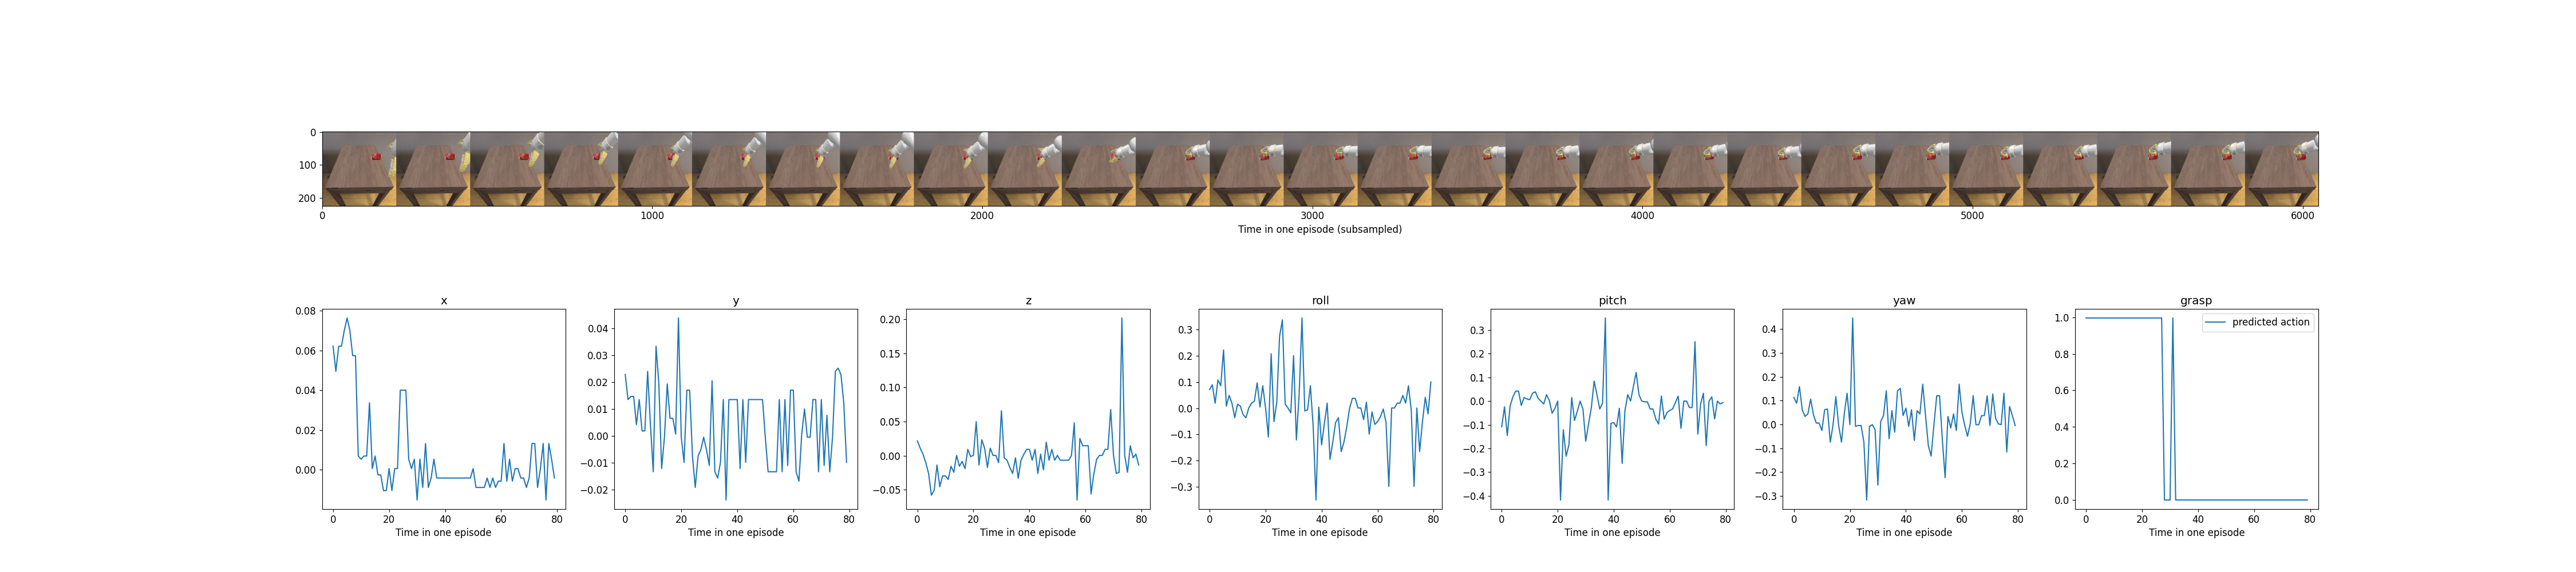 0
100
200
0 1000 2000 3000 4000 5000 6000
Time in one episode (subsampled)
x
0.08
0.06
0.04
0.02
0.00
0 20 40 60 80
Time in one episode
y
0.04
0.03
0.02
0.01
0.00
−0.01
−0.02
0 20 40 60 80
Time in one episode
z
0.20
0.15
0.10
0.05
0.00
−0.05
0 20 40 60 80
Time in one episode
roll
0.3
0.2
0.1
0.0
−0.1
−0.2
−0.3
0 20 40 60 80
Time in one episode
pitch
0.3
0.2
0.1
0.0
−0.1
−0.2
−0.3
−0.4
0 20 40 60 80
Time in one episode
yaw
0.4
0.3
0.2
0.1
0.0
−0.1
−0.2
−0.3
0 20 40 60 80
Time in one episode
grasp
predicted action
1.0
0.8
0.6
0.4
0.2
0.0
0 20 40 60 80
Time in one episode